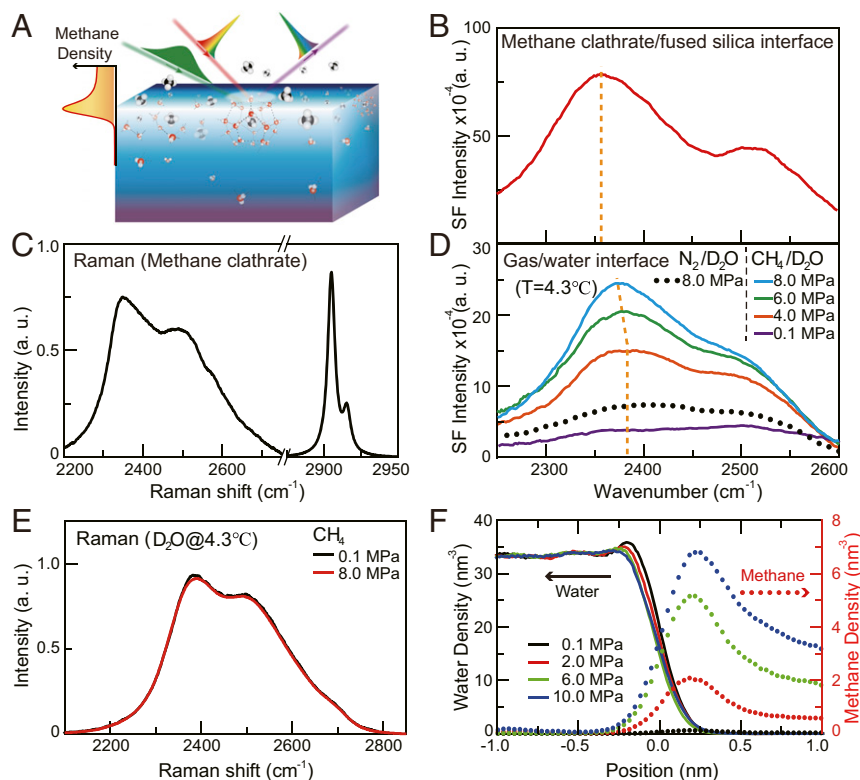 A
Methane
Density
B
Methane clathrate/fused silica interface
SF Intensity x10-4(a. u.)
100
50
C
Raman (Methane clathrate)
Intensity (a. u.)
1.0
0.5
0
2200
2400
2600
2900
2950
Raman shift (cm-1)
D
Gas/water interface
(T=4.3℃)
N2/D2O
8.0 MPa
CH4/D2O
8.0 MPa
6.0 MPa
4.0 MPa
0.1 MPa
SF Intensity x10-4(a. u.)
30
20
10
0
2300
2400
2500
2600
Wavenumber (cm-1)
E
Raman (D2O@4.3℃)
CH4
0.1 MPa
8.0 MPa
Intensity (a. u.)
1.0
0.5
0
2200
2400
2600
2800
Raman shift (cm-1)
F
Water
Methane
0.1 MPa
2.0 MPa
6.0 MPa
10.0 MPa
Water Density (nm-3)
40
30
20
10
0
Methane Density (nm-3)
8
6
4
2
0
-1.0
-0.5
0.0
0.5
1.0
Position (nm)